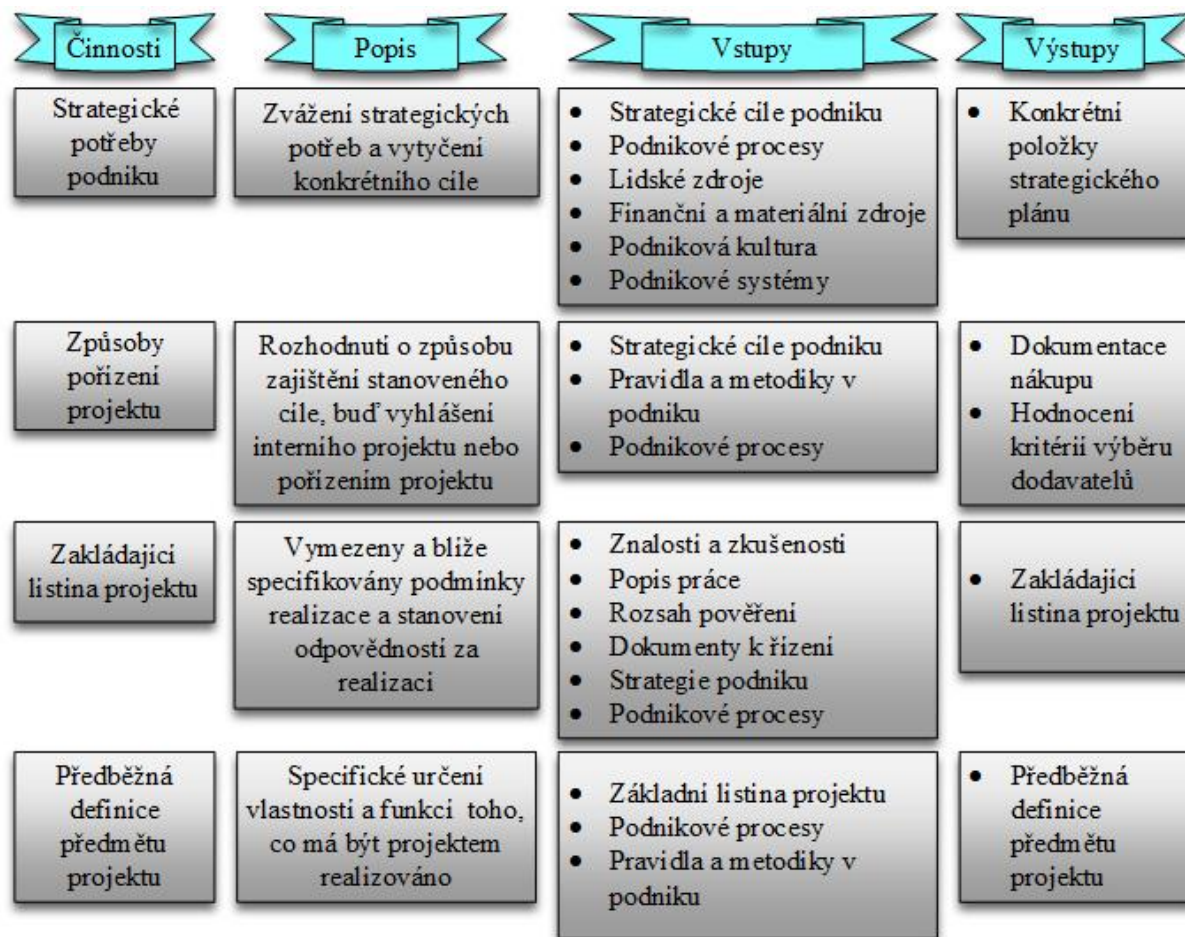 Činnosti
Popis
Vstupy
Výstupy
Strategické
potřeby
podniku
Zvážení strategických
potřeb a vytyčení
konkrétního cíle
• Strategické cíle podniku
• Podnikové procesy
• Lidské zdroje
• Finanční a materiální zdroje
• Podniková kultura
• Podnikové systémy
• Konkrétní
položky
strategického
plánu
Způsoby
pořízení
projektu
Rozhodnutí o způsobu
zajištění stanoveného
cíle, buď vyhlášení
interního projektu nebo
pořízením projektu
• Strategické cíle podniku
• Pravidla a metodiky v
podniku
• Podnikové procesy
• Dokumentace
nákupu
• Hodnocení
kritérií výběru
dodavatelů
Zakládající
listina projektu
Vymezeny a blíže
specifikovány podmínky
realizace a stanovení
odpovědností za
realizaci
• Znalosti a zkušenosti
• Popis práce
• Rozsah pověření
• Dokumenty k řízení
• Strategie podniku
• Podnikové procesy
• Zakládající
listina projektu
Předběžná
definice
předmětu
projektu
Specifické určení
vlastností a funkcí toho,
co má být projektem
realizováno
• Základní listina projektu
• Podnikové procesy
• Pravidla a metodiky v
podniku
• Předběžná
definice
předmětu
projektu